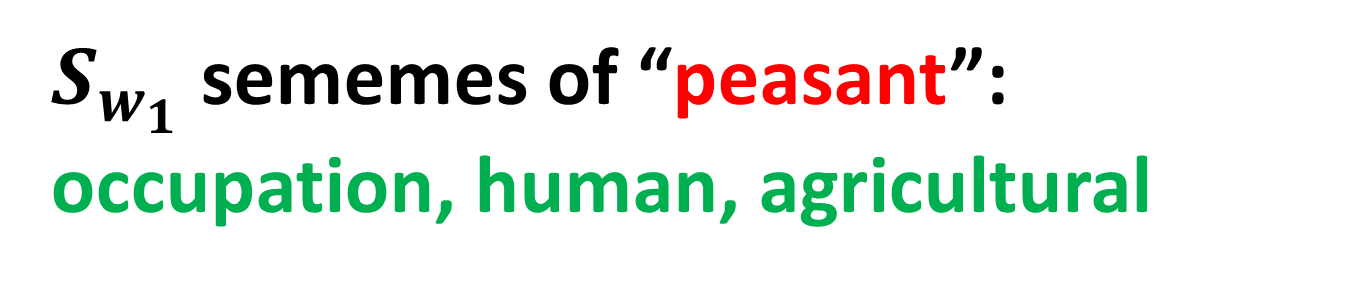 S_{w_1} sememes of “peasant”:
occupation, human, agricultural